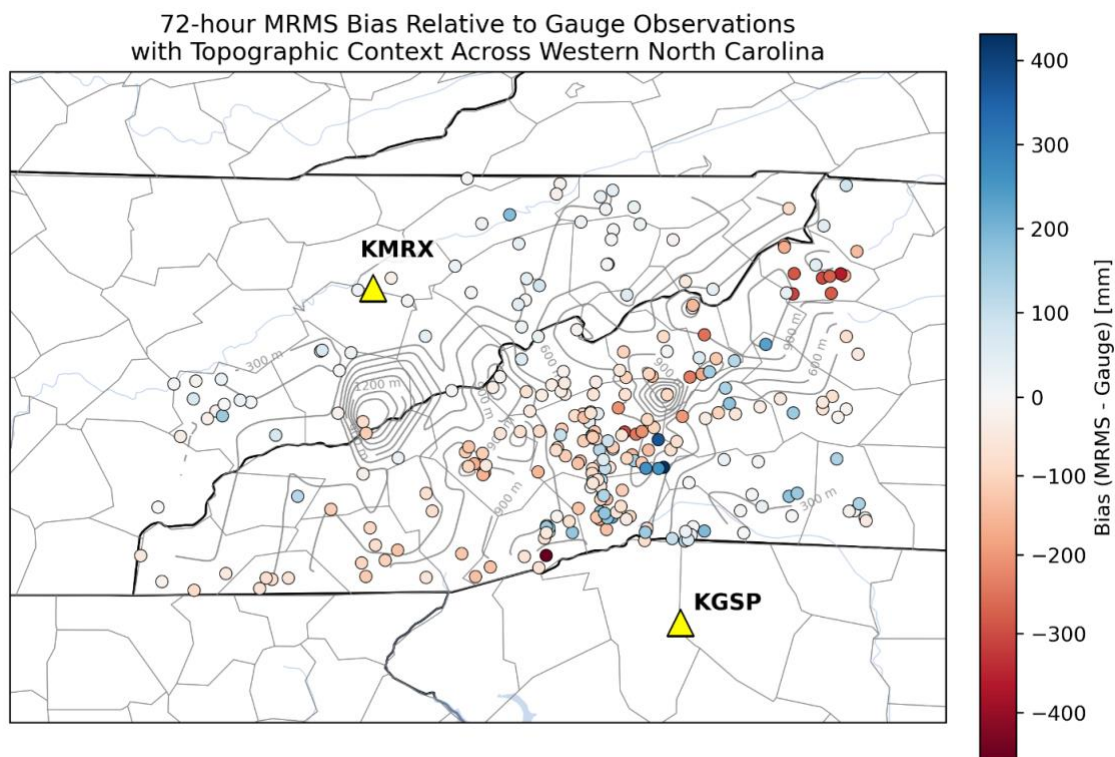 72-hour MRMS Bias Relative to Gauge Observations
with Topographic Context Across Western North Carolina
KMRX
KGSP
300 m
1200 m
600
900
900 m
600 m
900 m
300 m
400
300
200
100
0
−100
−200
−300
−400
Bias (MRMS - Gauge) [mm]